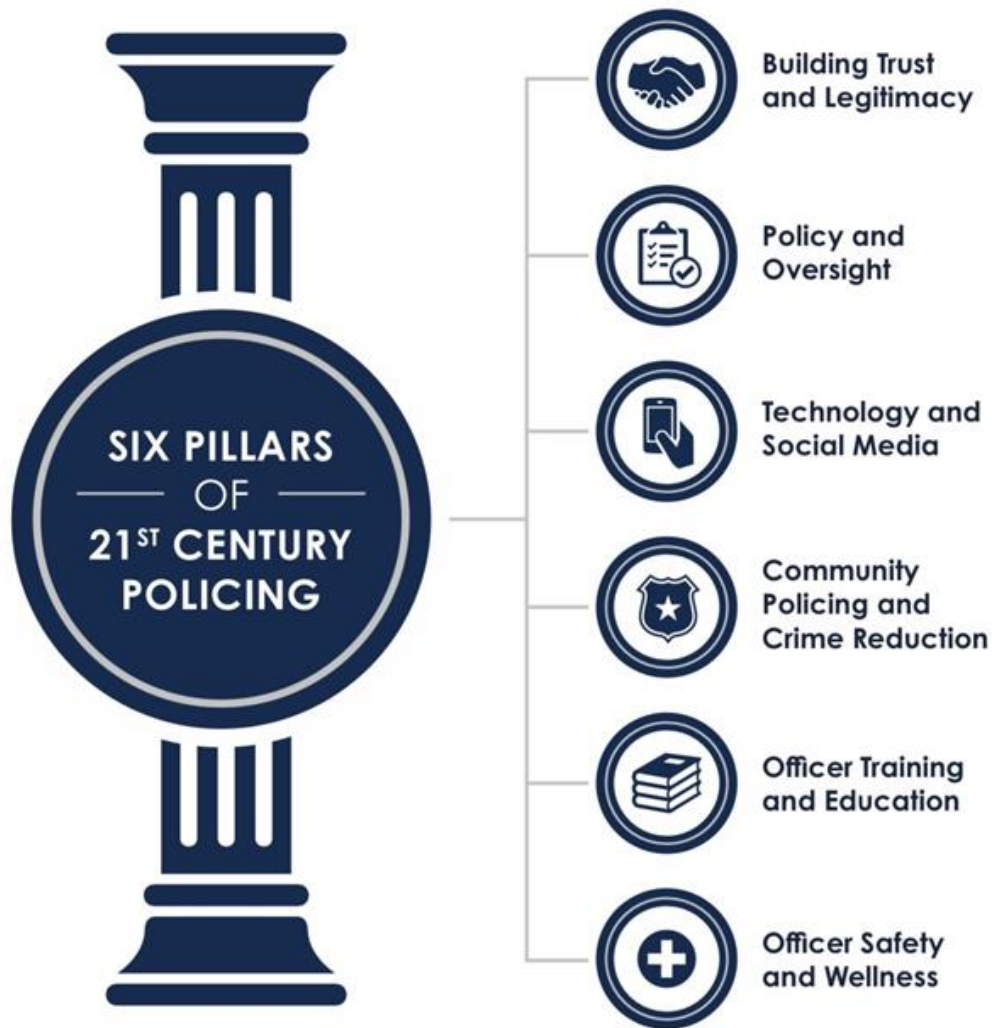 SIX PILLARS
OF
21ST CENTURY
POLICING
Building Trust
and Legitimacy
Policy and
Oversight
Technology and
Social Media
Community
Policing and
Crime Reduction
Officer Training
and Education
Officer Safety
and Wellness